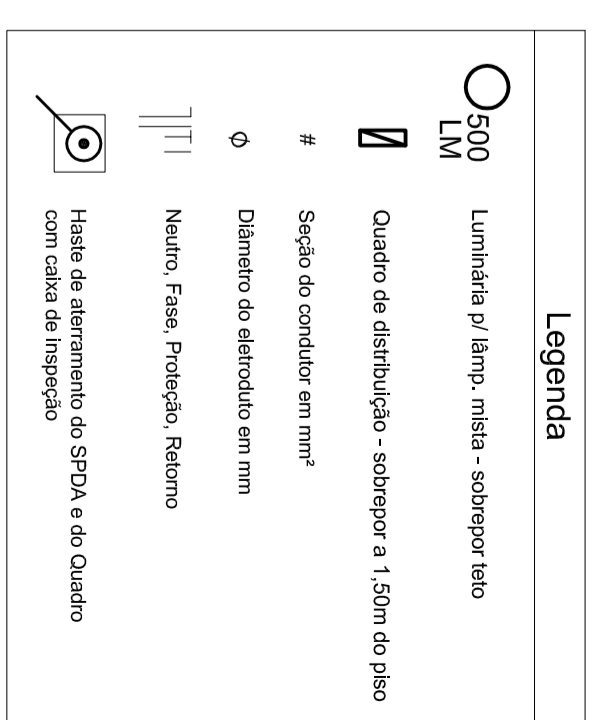 Legenda
500
LM
Luminária p/ lâmp. mista - sobrepor teto
Quadro de distribuição - sobrepor a 1,50m do piso
# Seção do condutor em mm²
ϕ Diâmetro do eletroduto em mm
Neutro, Fase, Proteção, Retorno
Haste de aterramento do SPDA e do Quadro
com caixa de inspeção